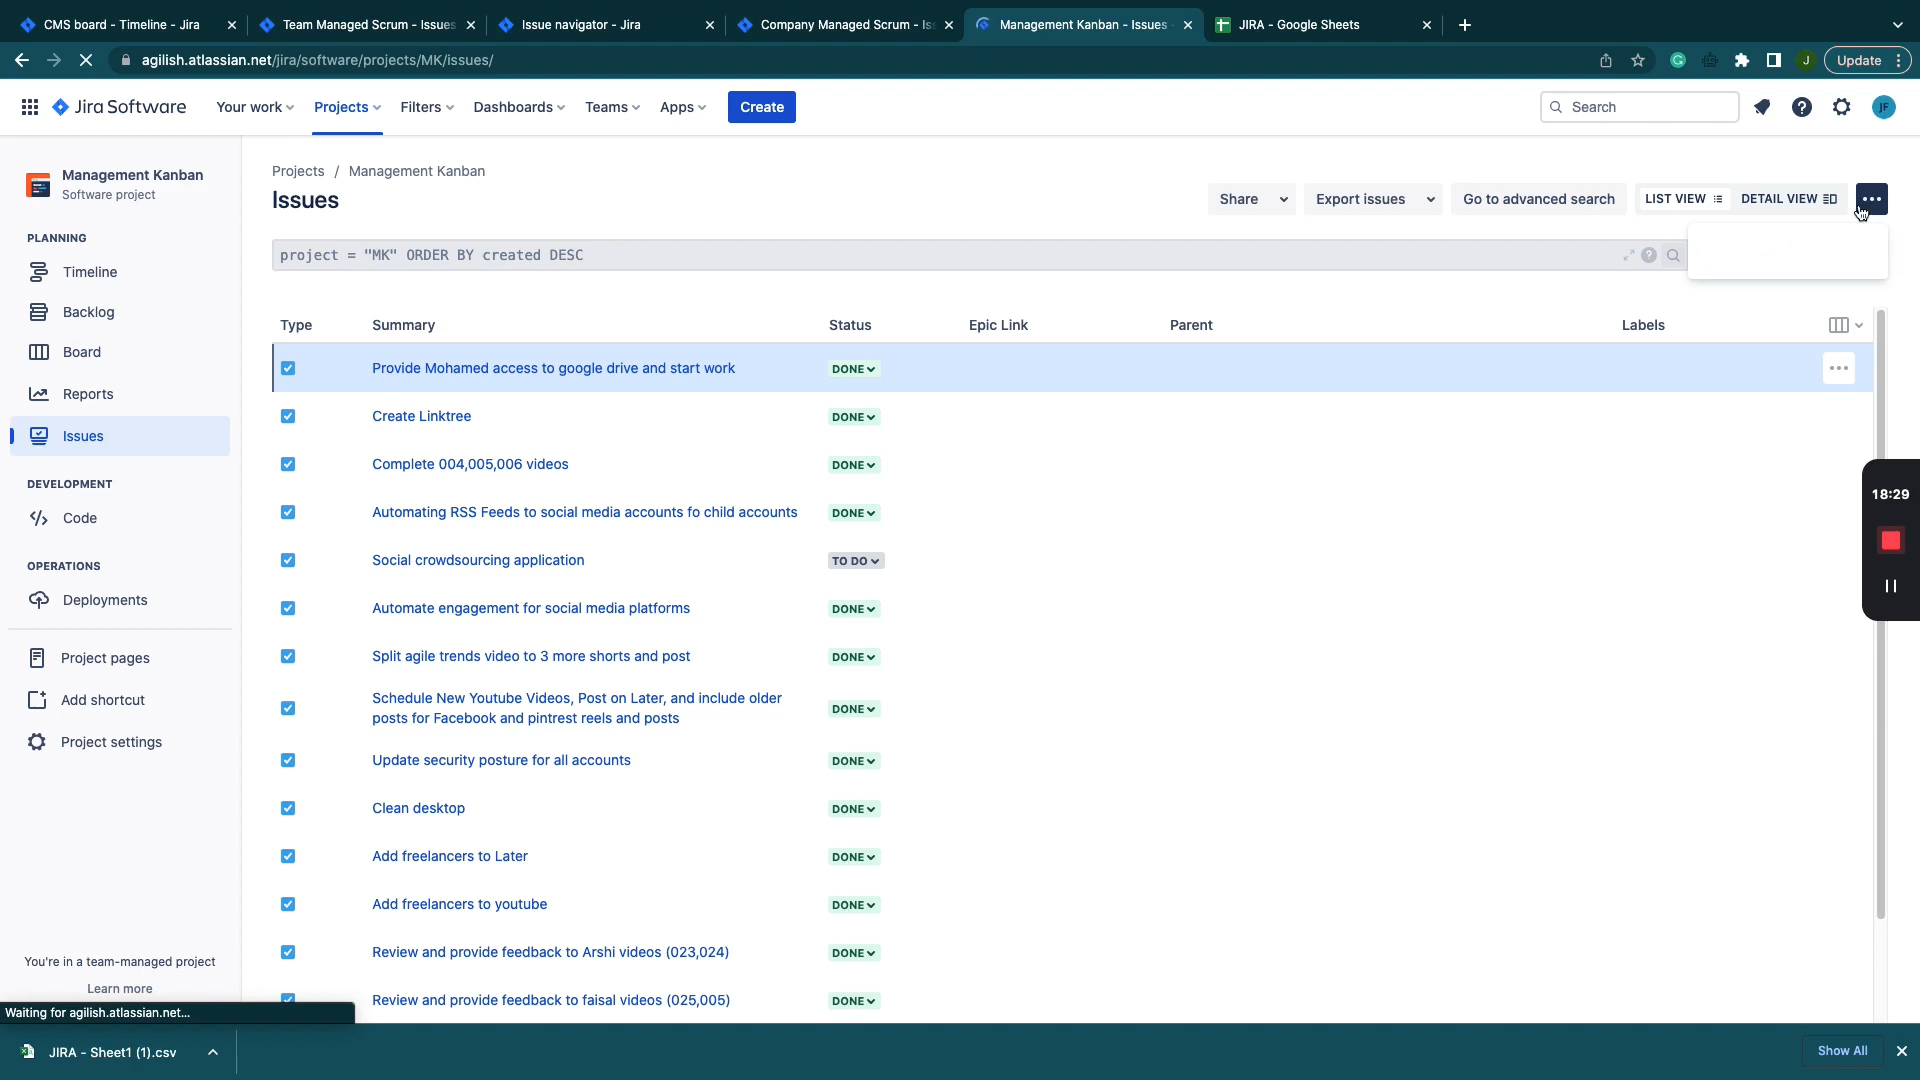 CMS board - Timeline - Jira
Team Managed Scrum - Issues
Issue navigator - Jira
Company Managed Scrum - Is
Management Kanban - Issues
JIRA - Google Sheets
agilish.atlassian.net/jira/software/projects/MK/issues/
J
Update
Jira Software
Your work
Projects
Filters
Dashboards
Teams
Apps
Create
Search
JF
Management Kanban
Software project
PLANNING
Timeline
Backlog
Board
Reports
Issues
DEVELOPMENT
Code
OPERATIONS
Deployments
Project pages
Add shortcut
Project settings
You're in a team-managed project
Learn more
Projects / Management Kanban
Issues
Share
Export issues
Go to advanced search
LIST VIEW
DETAIL VIEW
project = "MK" ORDER BY created DESC
Type Summary Status Epic Link Parent Labels
Provide Mohamed access to google drive and start work DONE
Create Linktree DONE
Complete 004,005,006 videos DONE
Automating RSS Feeds to social media accounts fo child accounts DONE
Social crowdsourcing application TO DO
Automate engagement for social media platforms DONE
Split agile trends video to 3 more shorts and post DONE
Schedule New Youtube Videos, Post on Later, and include older
posts for Facebook and pintrest reels and posts DONE
Update security posture for all accounts DONE
Clean desktop DONE
Add freelancers to Later DONE
Add freelancers to youtube DONE
Review and provide feedback to Arshi videos (023,024) DONE
Review and provide feedback to faisal videos (025,005) DONE
18:29
Waiting for agilish.atlassian.net...
JIRA - Sheet1 (1).csv
Show All